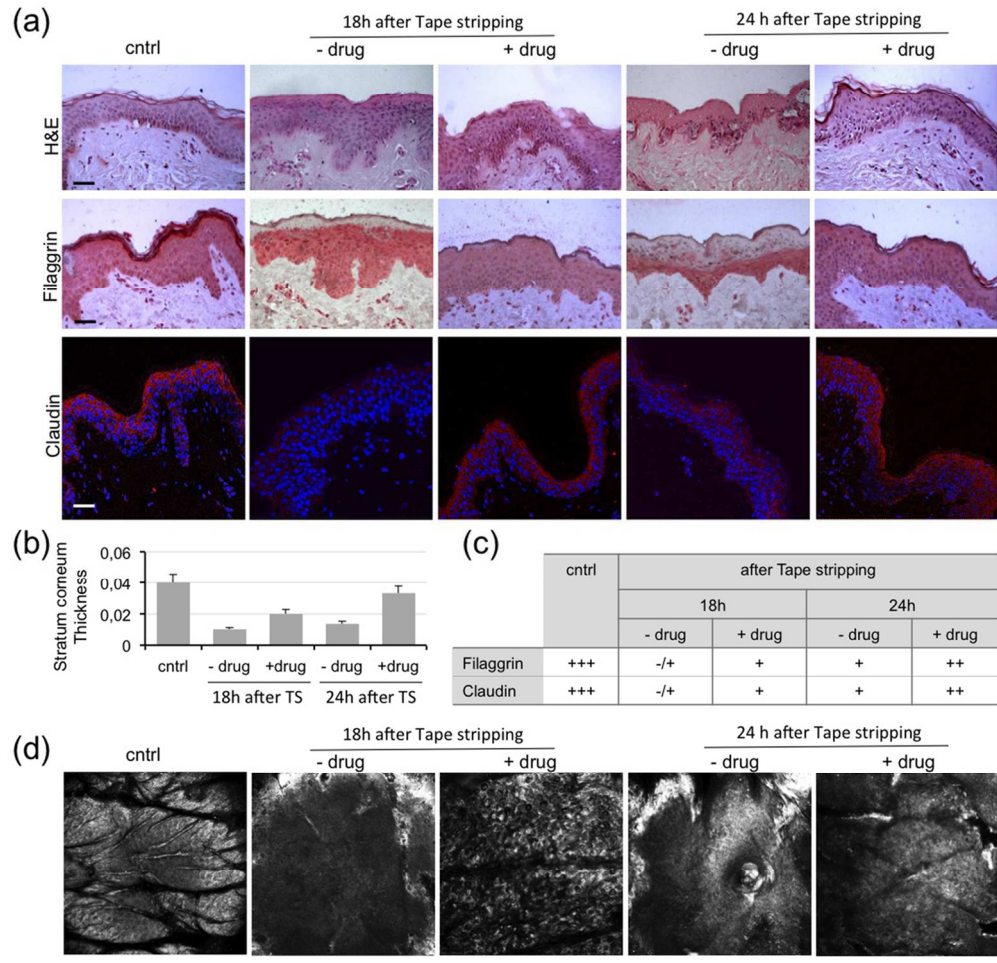 (a)
18h after Tape stripping
24 h after Tape stripping
cntrl
- drug
+ drug
- drug
+ drug
H&E
Filaggrin
Claudin
(b)
Stratum corneum
Thickness
0,06
0,04
0,02
0
cntrl
- drug
+drug
- drug
+drug
18h after TS
24h after TS
(c)
cntrl
after Tape stripping
18h
24h
- drug
+ drug
- drug
+ drug
Filaggrin
+++
-/+
+
+
++
Claudin
+++
-/+
+
+
++
(d)
18h after Tape stripping
24 h after Tape stripping
cntrl
- drug
+ drug
- drug
+ drug